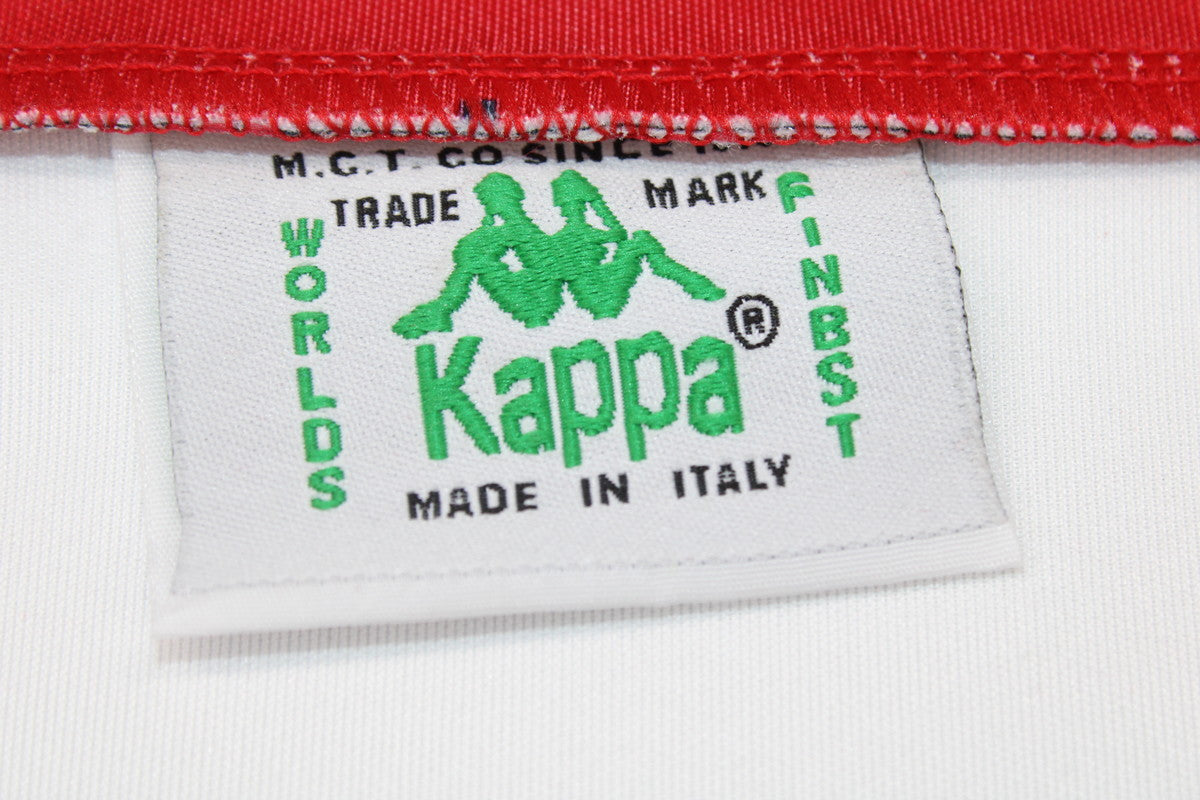 M.C.T. CO SINCE
TRADE MARK
WORLDS
FINBST
Kappa®
MADE IN ITALY